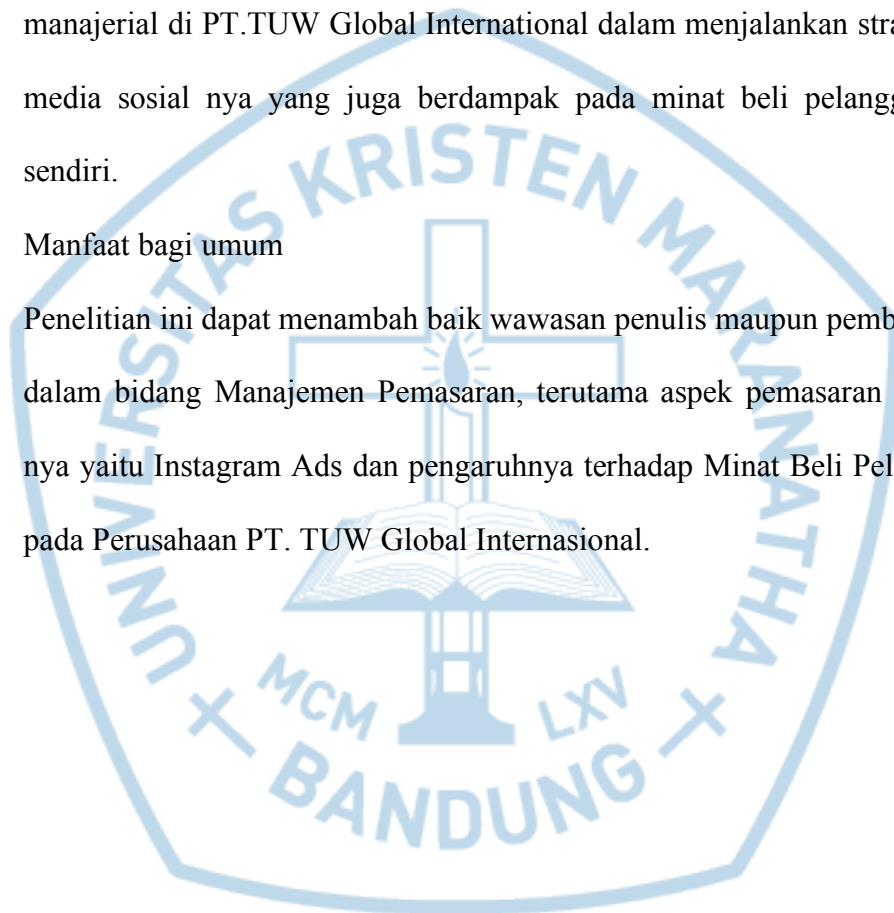 manajerial di PT.TUW Global International dalam menjalankan stra
media sosial nya yang juga berdampak pada minat beli pelangg
sendiri.
Manfaat bagi umum
Penelitian ini dapat menambah baik wawasan penulis maupun pemb
dalam bidang Manajemen Pemasaran, terutama aspek pemasaran
nya yaitu Instagram Ads dan pengaruhnya terhadap Minat Beli Pel
pada Perusahaan PT. TUW Global Internasional.
UNIVERSITAS KRISTEN MARANATHA
MCM LXV
BANDUNG